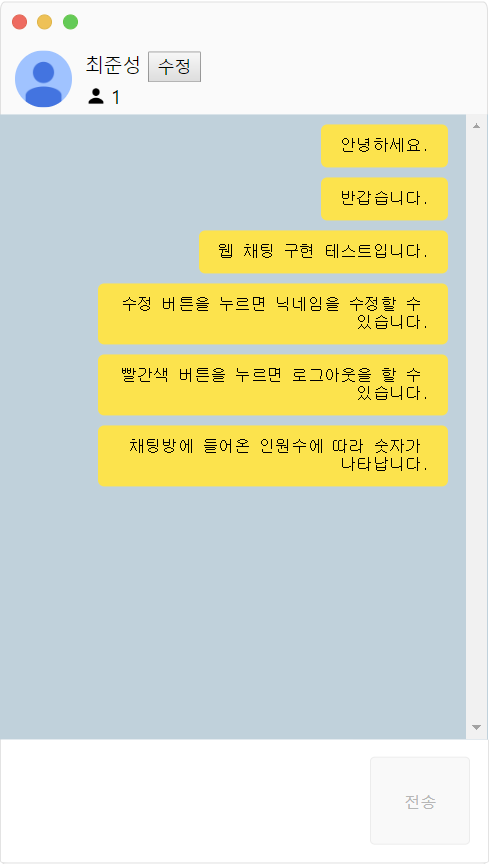 최준성 수정
1
안녕하세요.
반갑습니다.
웹 채팅 구현 테스트입니다.
수정 버튼을 누르면 닉네임을 수정할 수
있습니다.
빨간색 버튼을 누르면 로그아웃을 할 수
있습니다.
채팅방에 들어온 인원수에 따라 숫자가
나타납니다.
전송